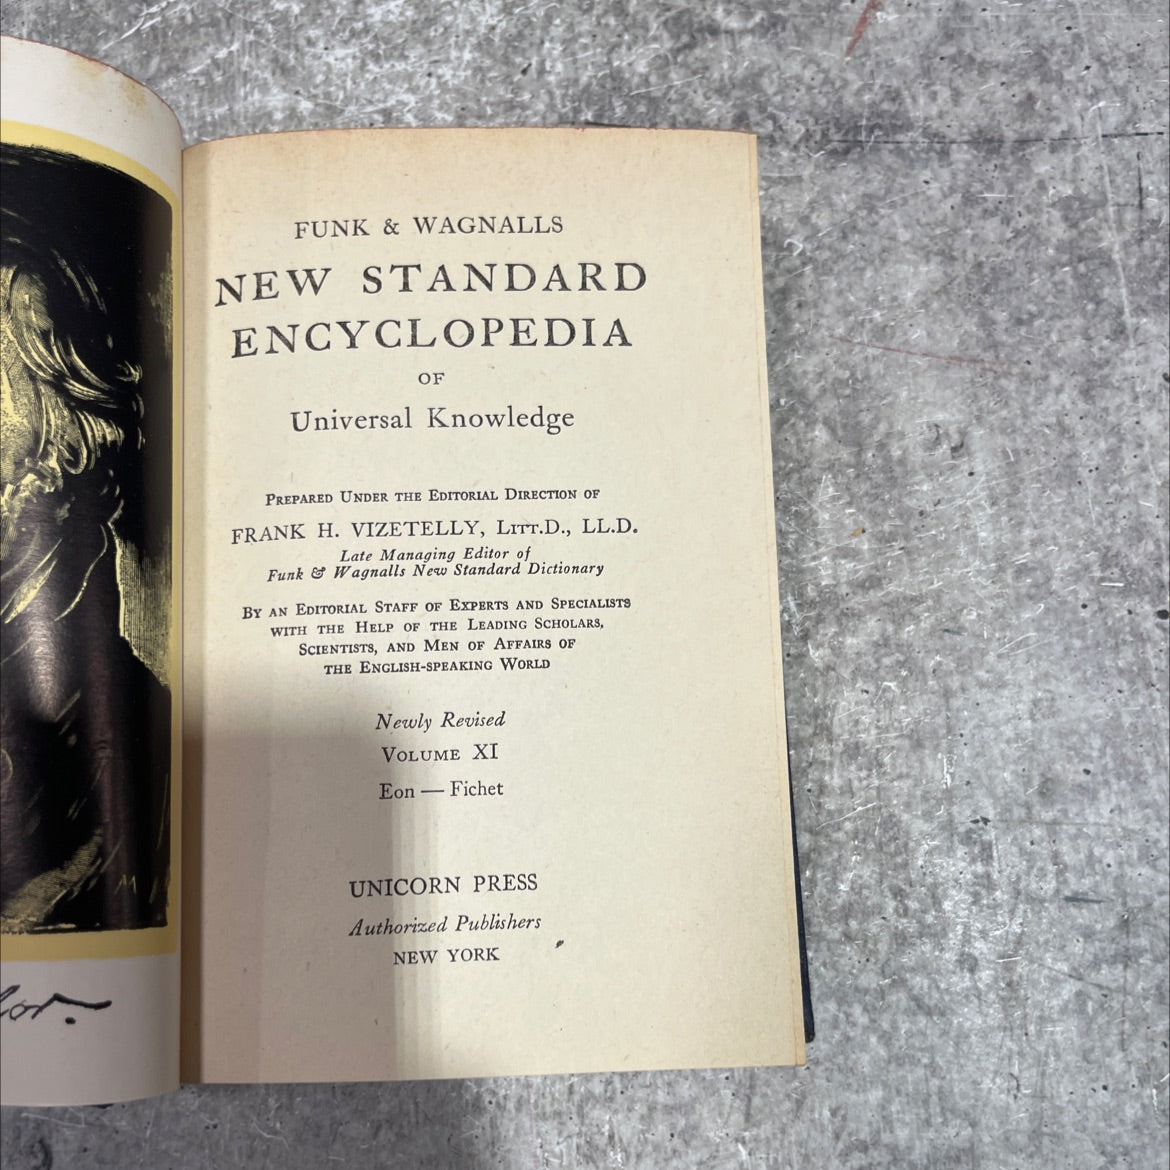 FUNK & WAGNALLS
NEW STANDARD
ENCYCLOPEDIA
OF
Universal Knowledge
PREPARED UNDER THE EDITORIAL DIRECTION OF
FRANK H. VIZETELLY, LITT.D., LL.D.
Late Managing Editor of
Funk & Wagnalls New Standard Dictionary
BY AN EDITORIAL STAFF OF EXPERTS AND SPECIALISTS
WITH THE HELP OF THE LEADING SCHOLARS,
SCIENTISTS, AND MEN OF AFFAIRS OF
THE ENGLISH-SPEAKING WORLD
Newly Revised
VOLUME XI
Eon — Fichet
UNICORN PRESS
Authorized Publishers
NEW YORK